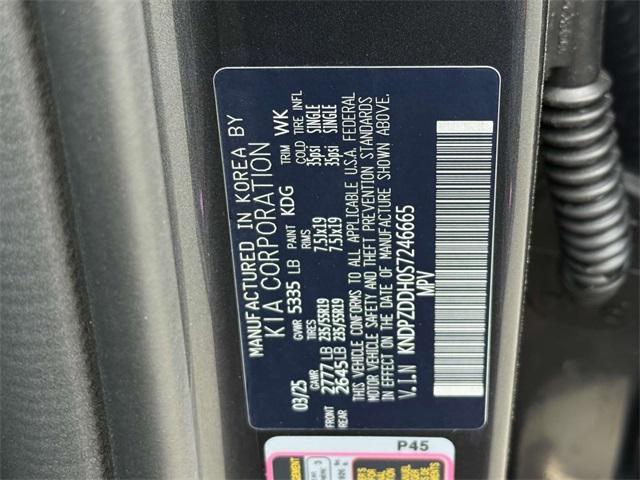 MANUFACTURED IN KOREA BY
KIA CORPORATION
03/25 GVWR 5335 LB PAINT KDG TRIM WK
GAWR TIRES RIMS COLD TIRE INFL
FRONT 2777 LB 235/55R19 7.5Jx19 35psi SINGLE
REAR 2645 LB 235/55R19 7.5Jx19 35psi SINGLE
THIS VEHICLE CONFORMS TO ALL APPLICABLE U.S.A. FEDERAL
MOTOR VEHICLE SAFETY AND THEFT PREVENTION STANDARDS
IN EFFECT ON THE DATE OF MANUFACTURE SHOWN ABOVE.
V.I.N KNDPZDDH0S7246665
MPV
P45